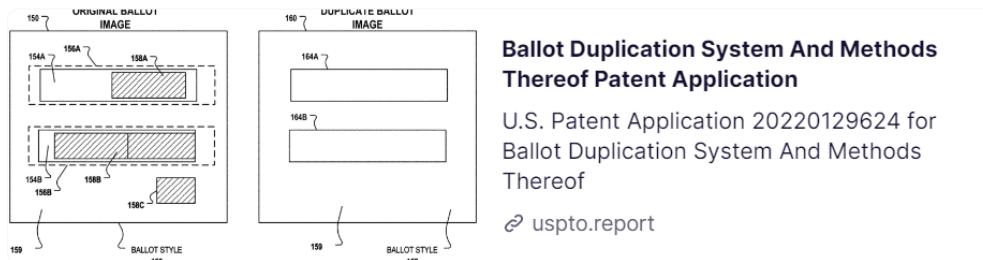 ORIGINAL BALLOT
IMAGE
150
156A
154A
158A
154B
156B
158B
158C
159
BALLOT STYLE
DUPLICATE BALLOT
IMAGE
160
164A
164B
159
BALLOT STYLE
Ballot Duplication System And Methods
Thereof Patent Application
U.S. Patent Application 20220129624 for
Ballot Duplication System And Methods
Thereof
uspto.report